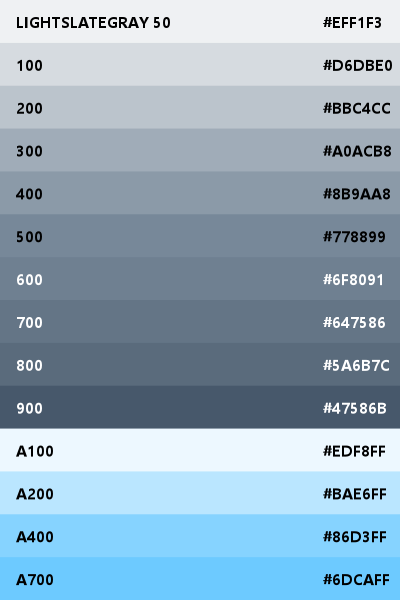 LIGHTSLATEGRAY 50 #EFF1F3
100 #D6DBE0
200 #BBC4CC
300 #A0ACB8
400 #8B9AA8
500 #778899
600 #6F8091
700 #647586
800 #5A6B7C
900 #47586B
A100 #EDF8FF
A200 #BAE6FF
A400 #86D3FF
A700 #6DCAFF